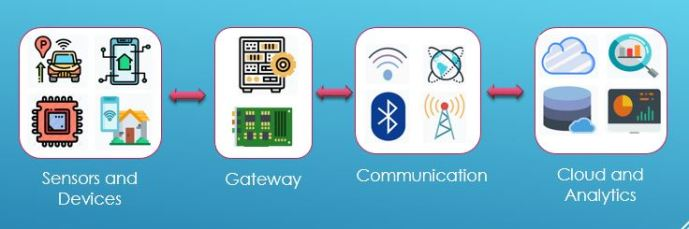 P
Sensors and
Devices
Gateway
Communication
Cloud and
Analytics